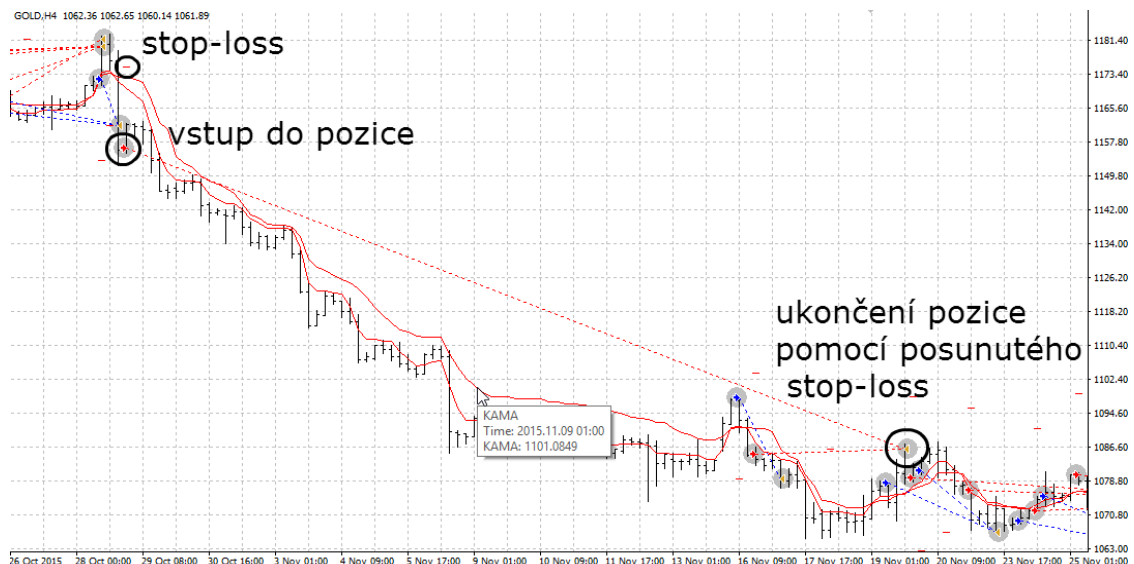 GOLD,H4 1062.36 1062.65 1060.14 1061.89
stop-loss
vstup do pozice
ukončení pozice
pomocí posunutého
stop-loss
KAMA
Time: 2015.11.09 01:00
KAMA: 1101.0849
1181.40
1173.40
1165.60
1157.80
1149.80
1142.00
1134.00
1126.20
1118.20
1110.40
1102.40
1094.60
1086.60
1078.80
1070.80
1063.00
26 Oct 2015 28 Oct 00:00 29 Oct 08:00 30 Oct 16:00 3 Nov 01:00 4 Nov 09:00 5 Nov 17:00 9 Nov 01:00 10 Nov 09:00 11 Nov 17:00 13 Nov 01:00 16 Nov 09:00 17 Nov 17:00 19 Nov 01:00 20 Nov 09:00 23 Nov 17:00 25 Nov 01:00